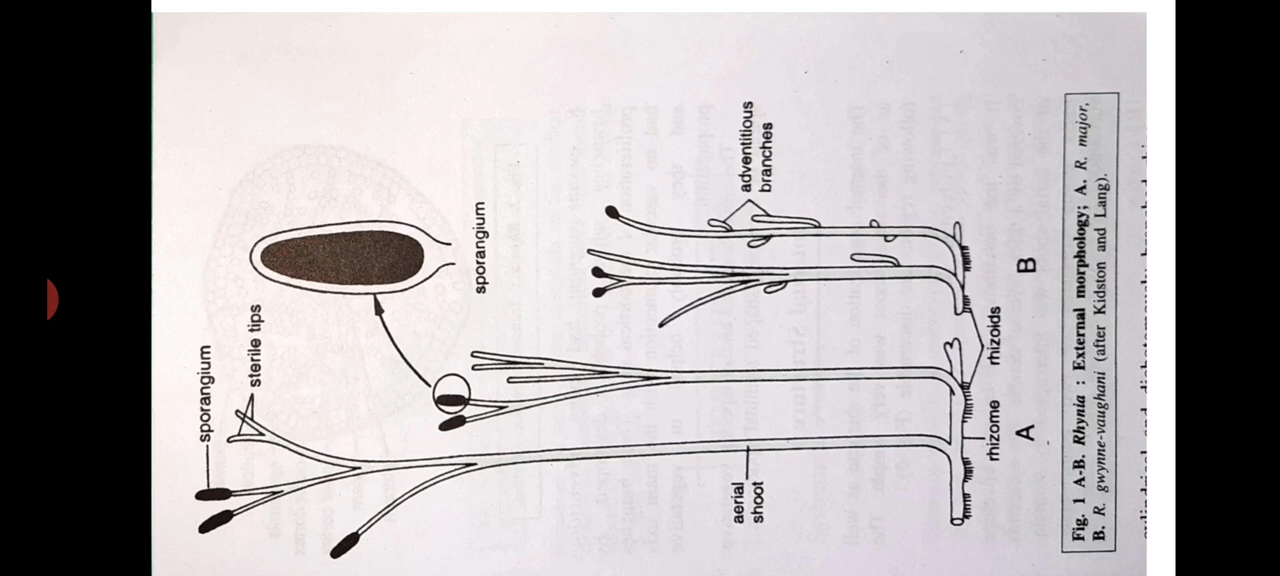 sporangium
sterile tips
sporangium
adventitious
branches
aerial
shoot
rhizome
rhizoids
A
B
Fig. 1 A-B. Rhynia : External morphology; A. R. major,
B. R. gwynne-vaughani (after Kidston and Lang).